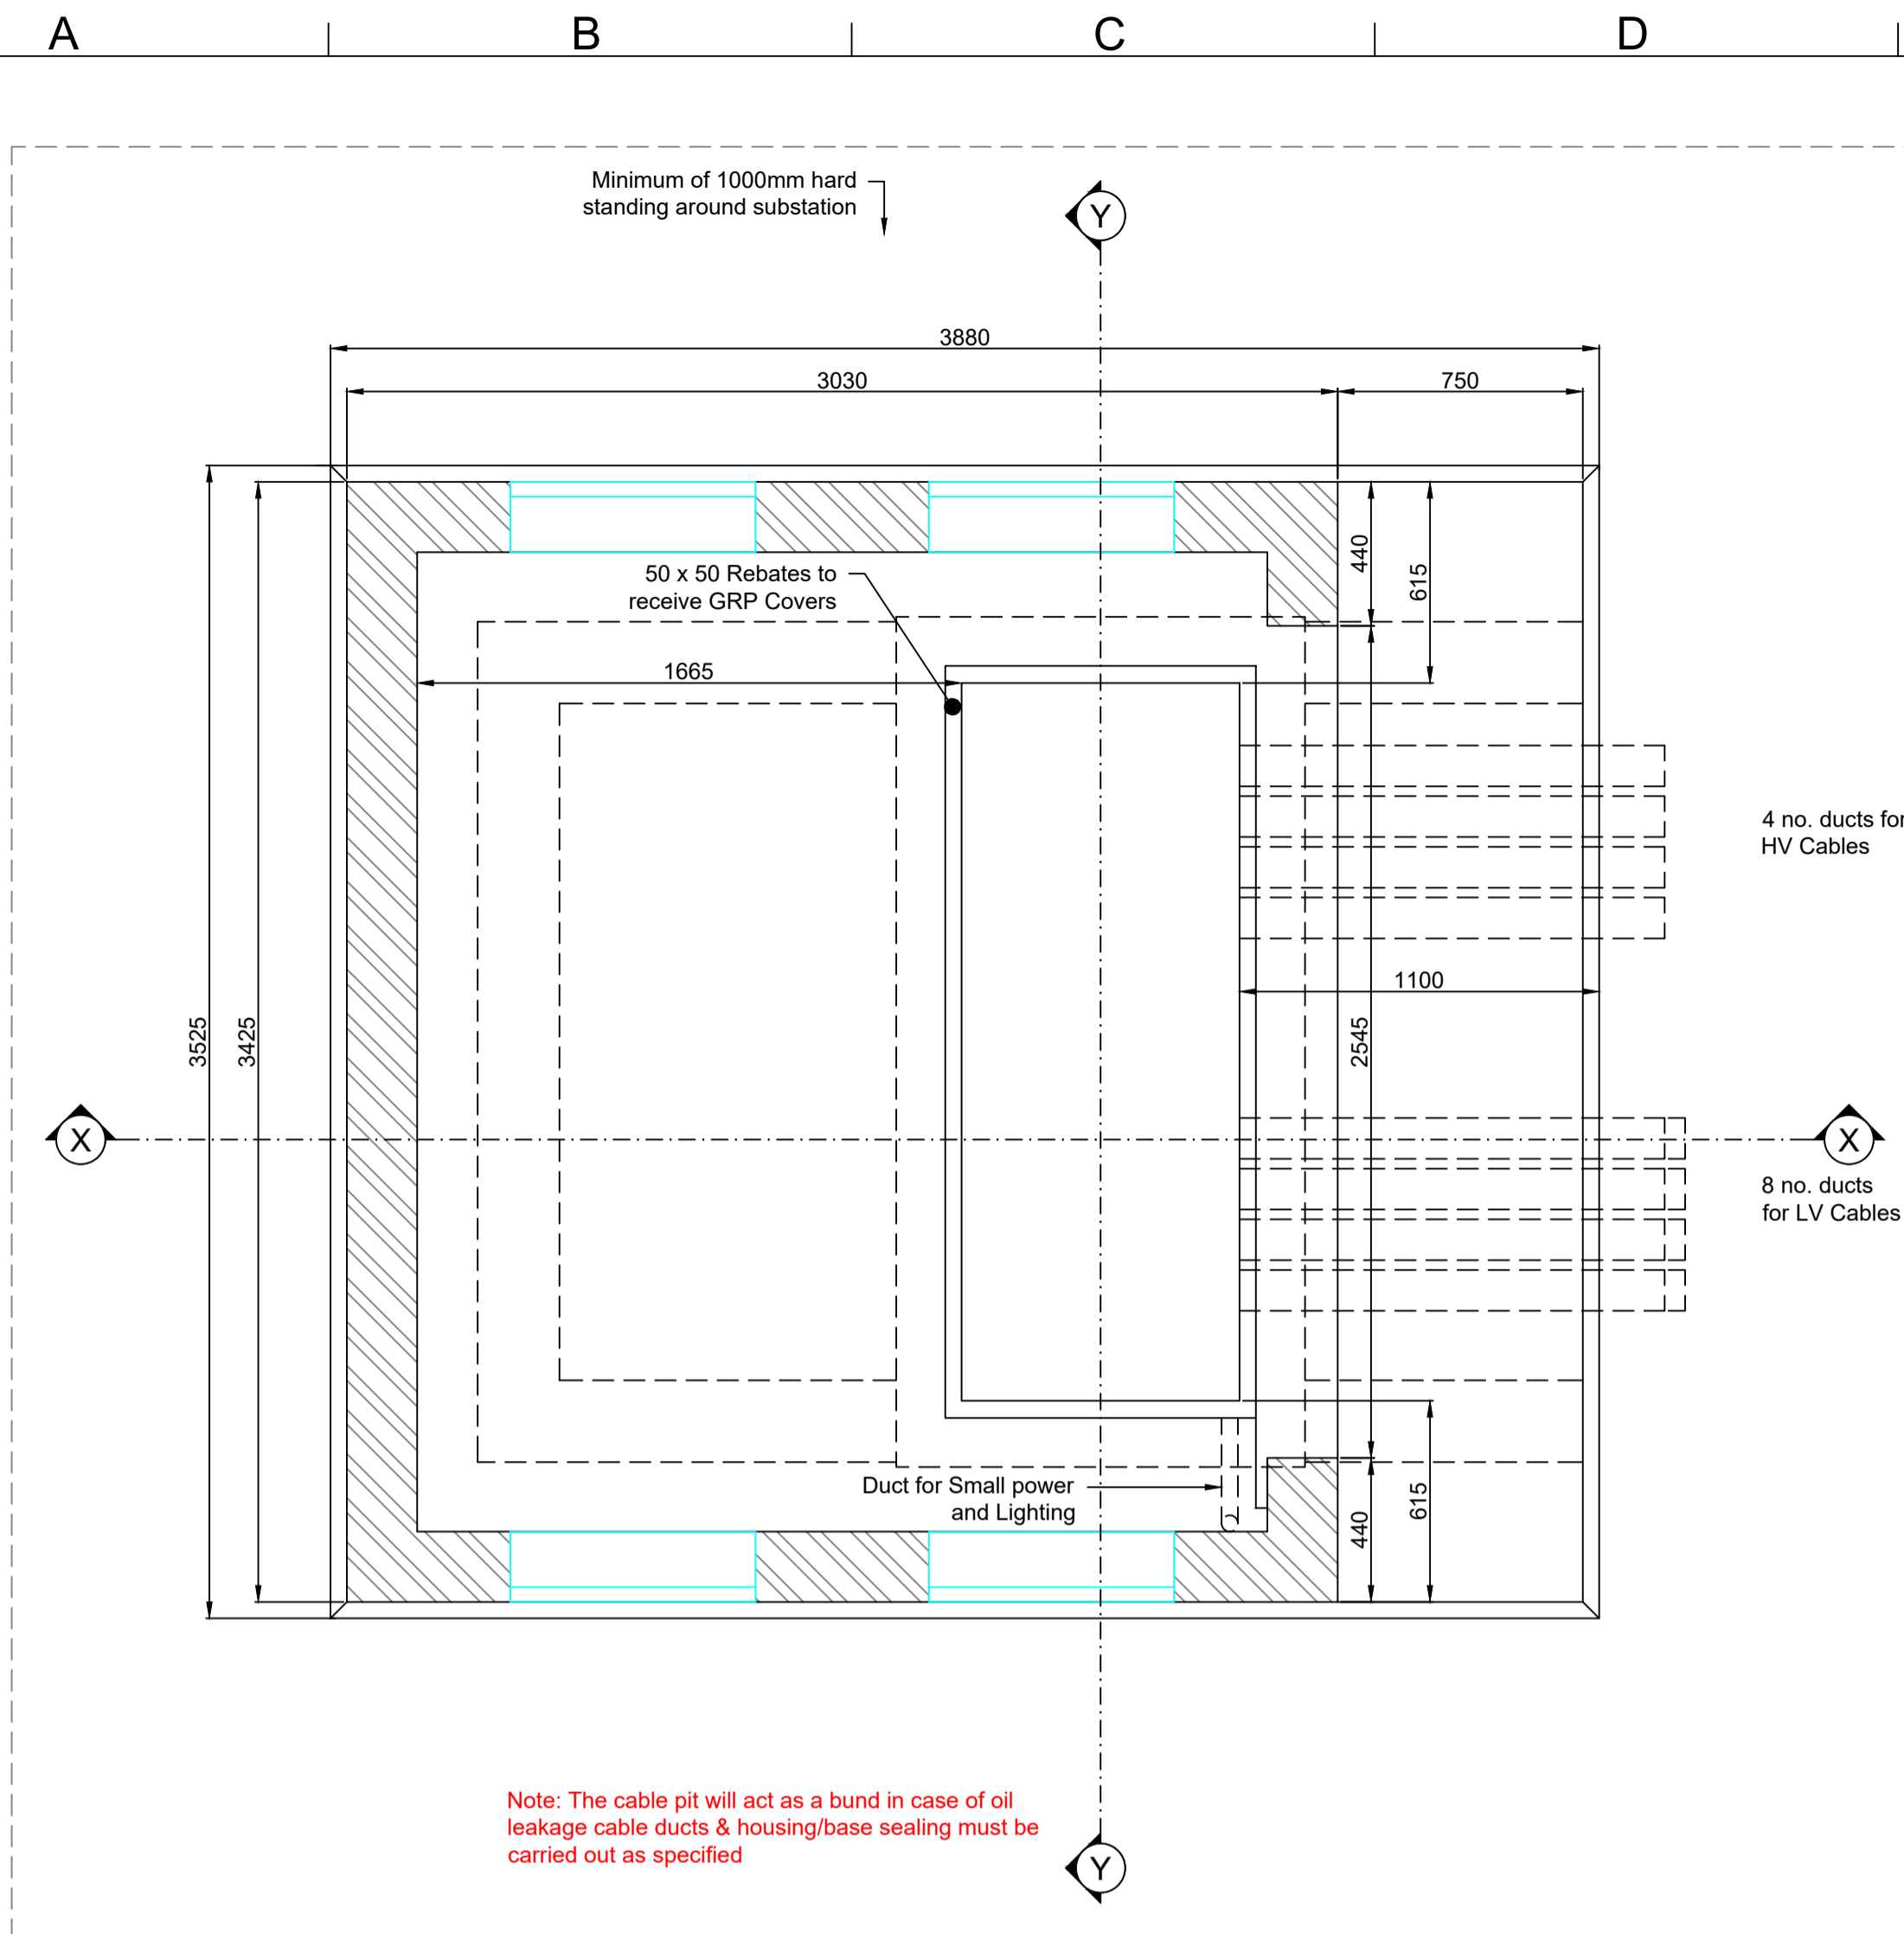 A
B
C
D
Minimum of 1000mm hard
standing around substation
Y
3880
3030
750
440
615
50 x 50 Rebates to
receive GRP Covers
1665
4 no. ducts for
HV Cables
1100
3525
3425
2545
X
X
8 no. ducts
for LV Cables
Duct for Small power
and Lighting
440
615
Note: The cable pit will act as a bund in case of oil
leakage cable ducts & housing/base sealing must be
carried out as specified
Y